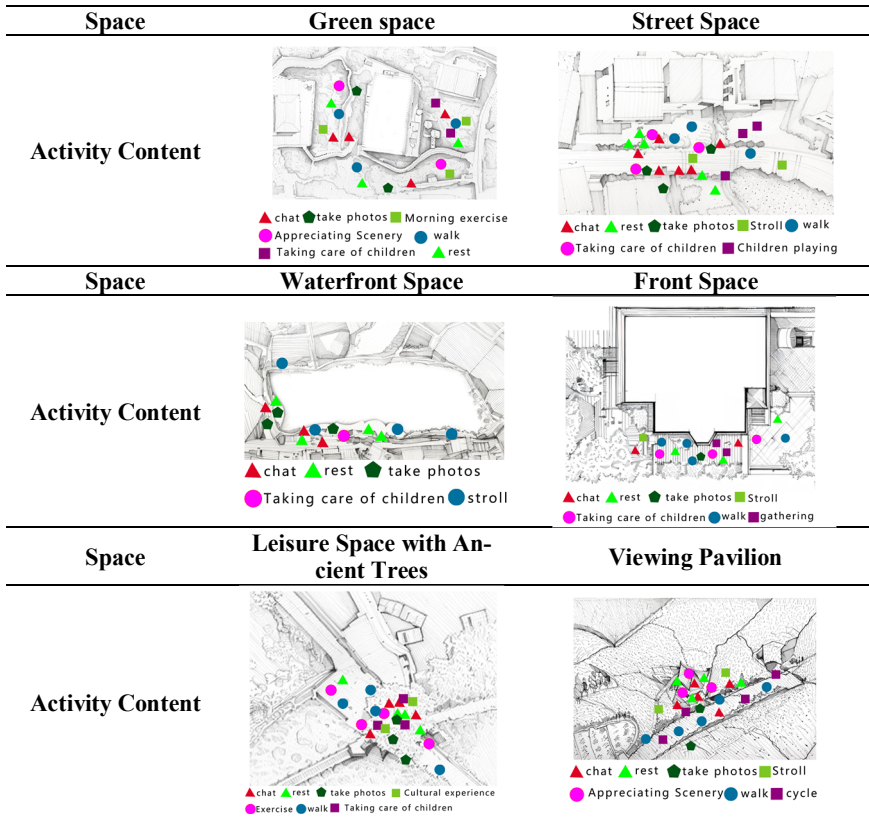 Space Green space Street Space
Activity Content
chat take photos Morning exercise
Appreciating Scenery walk
Taking care of children rest
chat rest take photos Stroll walk
Taking care of children Children playing
Space Waterfront Space Front Space
Activity Content
chat rest take photos
Taking care of children stroll
chat rest take photos Stroll
Taking care of children walk gathering
Space Leisure Space with An-
cient Trees Viewing Pavilion
Activity Content
chat rest take photos Cultural experience
Exercise walk Taking care of children
chat rest take photos Stroll
Appreciating Scenery walk cycle